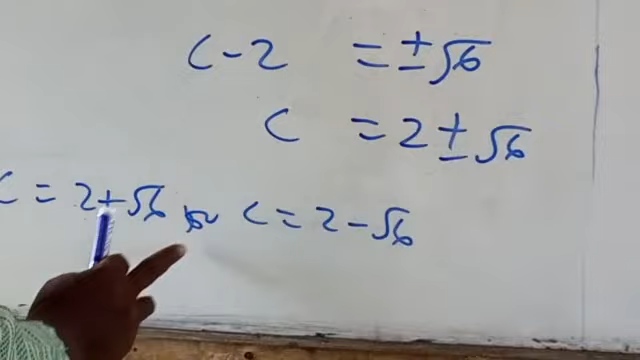 c - 2 = ±√6
c = 2 ± √6
c = 2 + √6 or c = 2 - √6